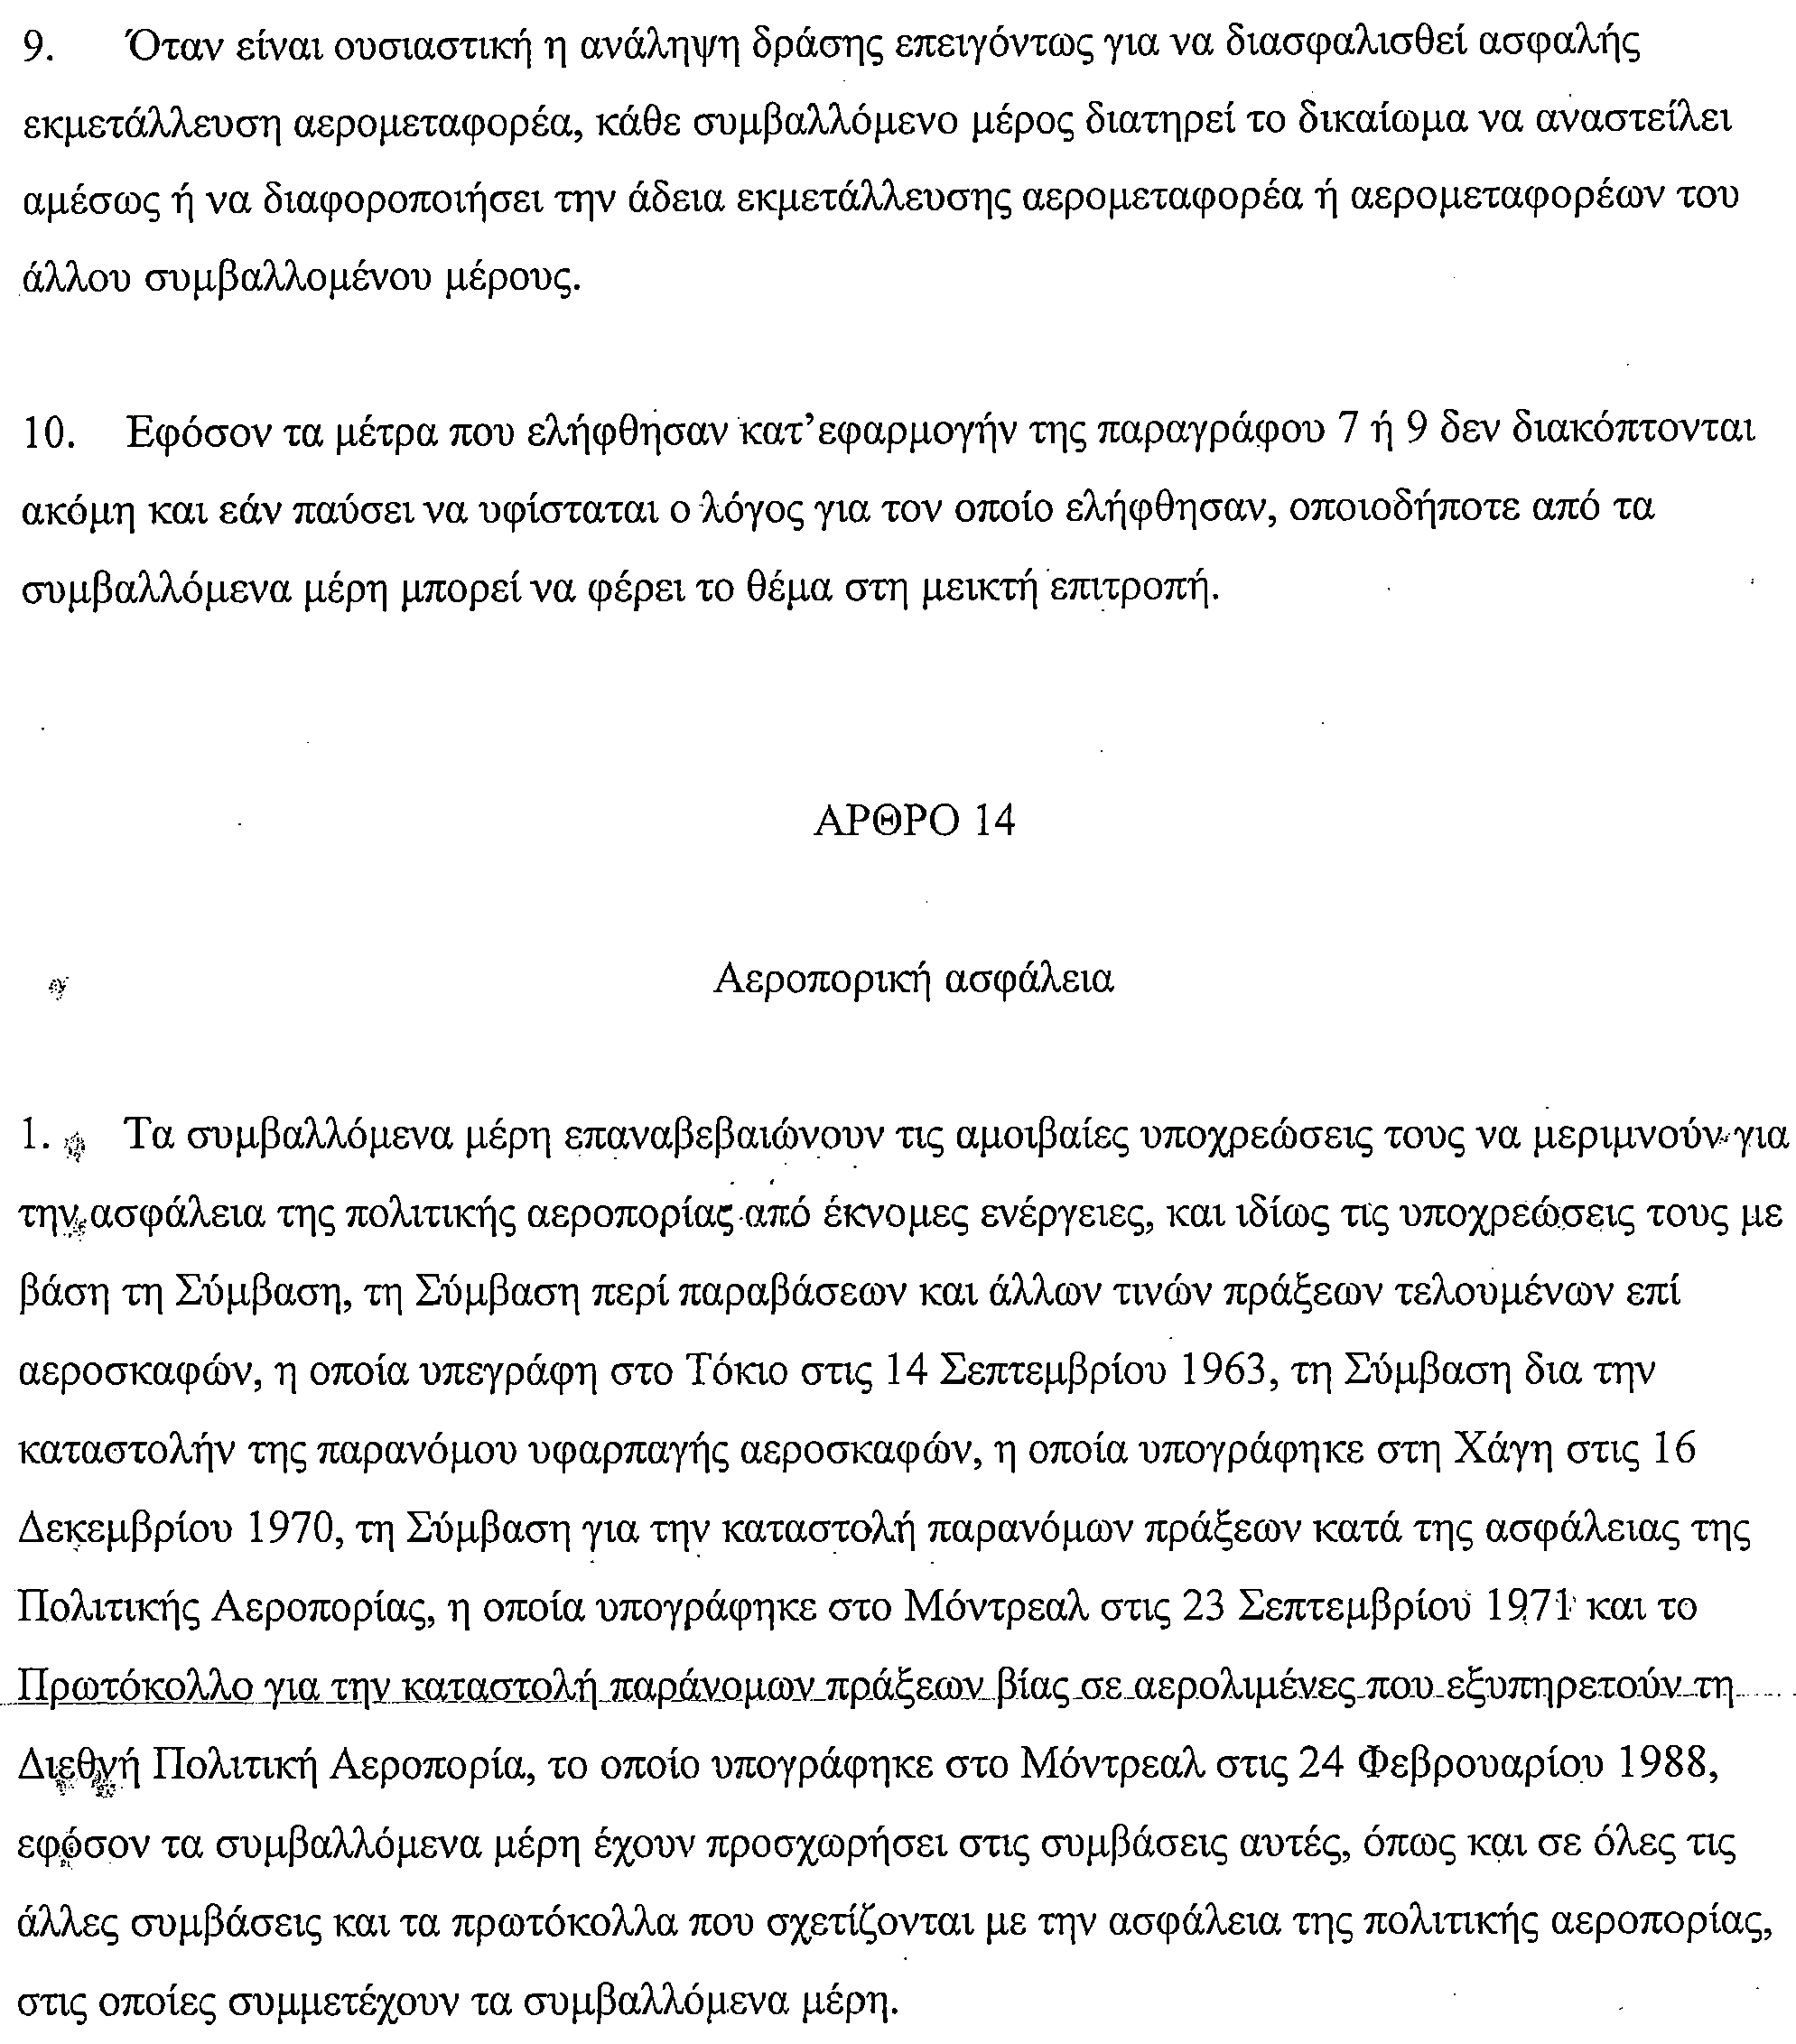 9. Όταν είναι ουσιαστική η ανάληψη δράσης επειγόντως για να διασφαλισθεί ασφαλής
εκμετάλλευση αερομεταφορέα, κάθε συμβαλλόμενο μέρος διατηρεί το δικαίωμα να αναστείλει
αμέσως ή να διαφοροποιήσει την άδεια εκμετάλλευσης αερομεταφορέα ή αερομεταφορέων του
άλλου συμβαλλομένου μέρους.
10. Εφόσον τα μέτρα που ελήφθησαν κατ’εφαρμογήν της παραγράφου 7 ή 9 δεν διακόπτονται
ακόμη και εάν παύσει να υφίσταται ο λόγος για τον οποίο ελήφθησαν, οποιοδήποτε από τα
συμβαλλόμενα μέρη μπορεί να φέρει το θέμα στη μεικτή επιτροπή.
ΑΡΘΡΟ 14
Αεροπορική ασφάλεια
1. Τα συμβαλλόμενα μέρη επαναβεβαιώνουν τις αμοιβαίες υποχρεώσεις τους να μεριμνούν για
την ασφάλεια της πολιτικής αεροπορίας από έκνομες ενέργειες, και ιδίως τις υποχρεώσεις τους με
βάση τη Σύμβαση, τη Σύμβαση περί παραβάσεων και άλλων τινών πράξεων τελουμένων επί
αεροσκαφών, η οποία υπεγράφη στο Τόκιο στις 14 Σεπτεμβρίου 1963, τη Σύμβαση δια την
καταστολήν της παρανόμου υφαρπαγής αεροσκαφών, η οποία υπογράφηκε στη Χάγη στις 16
Δεκεμβρίου 1970, τη Σύμβαση για την καταστολή παρανόμων πράξεων κατά της ασφάλειας της
Πολιτικής Αεροπορίας, η οποία υπογράφηκε στο Μόντρεαλ στις 23 Σεπτεμβρίου 1971 και το
Πρωτόκολλο για την καταστολή παράνομων πράξεων βίας σε αερολιμένες που εξυπηρετούν τη
Διεθνή Πολιτική Αεροπορία, το οποίο υπογράφηκε στο Μόντρεαλ στις 24 Φεβρουαρίου 1988,
εφόσον τα συμβαλλόμενα μέρη έχουν προσχωρήσει στις συμβάσεις αυτές, όπως και σε όλες τις
άλλες συμβάσεις και τα πρωτόκολλα που σχετίζονται με την ασφάλεια της πολιτικής αεροπορίας,
στις οποίες συμμετέχουν τα συμβαλλόμενα μέρη.